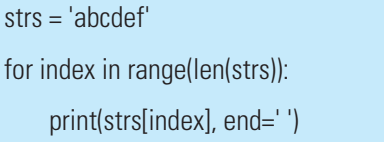 strs = 'abcdef'
for index in range(len(strs)):
    print(strs[index], end=' ')